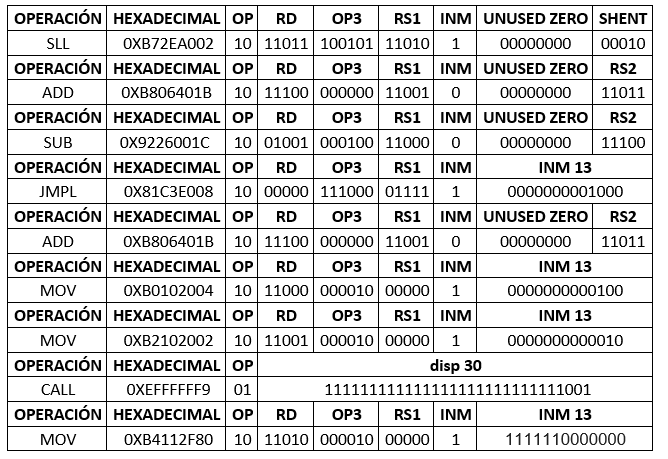 OPERACIÓN HEXADECIMAL OP RD OP3 RS1 INM UNUSED ZERO SHENT
SLL 0XB72EA002 10 11011 100101 11010 1 00000000 00010
OPERACIÓN HEXADECIMAL OP RD OP3 RS1 INM UNUSED ZERO RS2
ADD 0XB806401B 10 11100 000000 11001 0 00000000 11011
OPERACIÓN HEXADECIMAL OP RD OP3 RS1 INM UNUSED ZERO RS2
SUB 0X9226001C 10 01001 000100 11000 0 00000000 11100
OPERACIÓN HEXADECIMAL OP RD OP3 RS1 INM INM 13
JMPL 0X81C3E008 10 00000 111000 01111 1 0000000001000
OPERACIÓN HEXADECIMAL OP RD OP3 RS1 INM UNUSED ZERO RS2
ADD 0XB806401B 10 11100 000000 11001 0 00000000 11011
OPERACIÓN HEXADECIMAL OP RD OP3 RS1 INM INM 13
MOV 0XB0102004 10 11000 000010 00000 1 0000000000100
OPERACIÓN HEXADECIMAL OP RD OP3 RS1 INM INM 13
MOV 0XB2102002 10 11001 000010 00000 1 0000000000010
OPERACIÓN HEXADECIMAL OP disp 30
CALL 0XEFFFFFF9 01 111111111111111111111111111001
OPERACIÓN HEXADECIMAL OP RD OP3 RS1 INM INM 13
MOV 0XB4112F80 10 11010 000010 00000 1 1111110000000